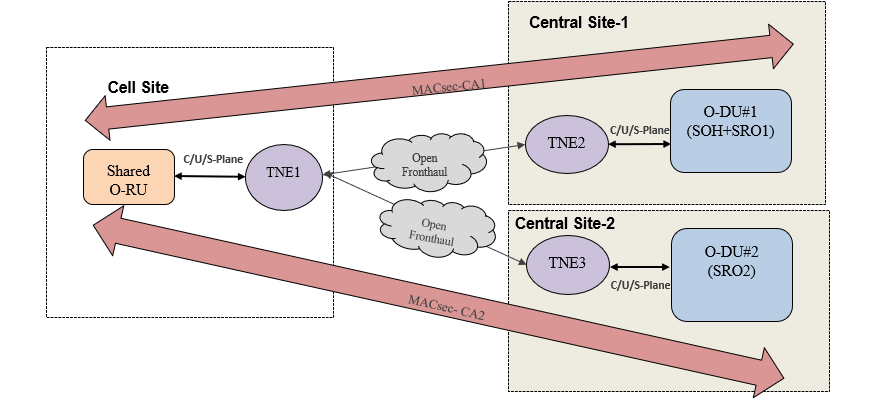 Central Site-1
Cell Site
MACsec-CA1
O-DU#1
(SOH+SRO1)
C/U/S-Plane
TNE2
Open
Fronthaul
C/U/S-Plane
Shared
O-RU
TNE1
Open
Fronthaul
Central Site-2
TNE3
O-DU#2
(SRO2)
C/U/S-Plane
MACsec- CA2